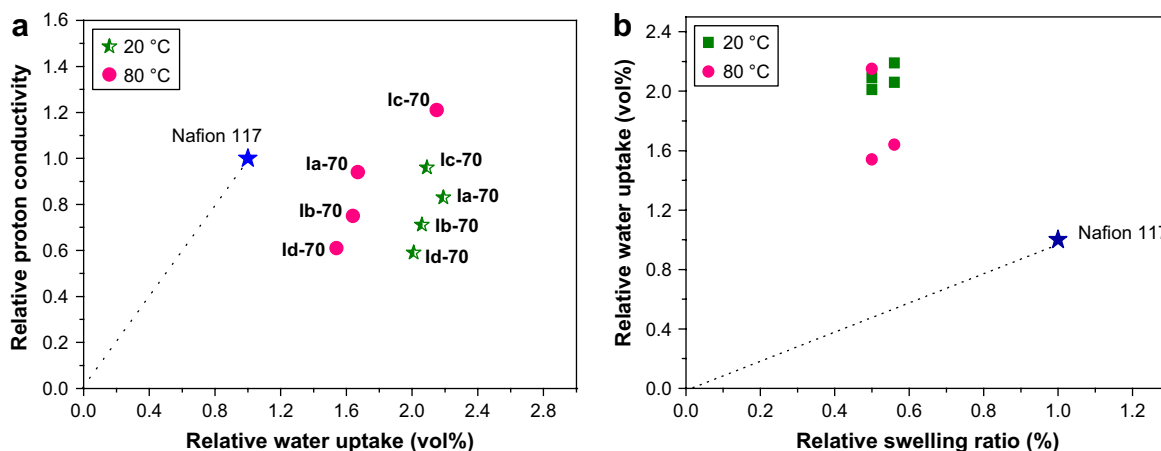 a
Relative proton conductivity
1.6
1.4
1.2
1.0
0.8
0.6
0.4
0.2
0.0
20 °C
80 °C
Ic-70
Nafion 117
Ia-70
Ic-70
Ia-70
Ib-70
Ib-70
Id-70
Id-70
0.0 0.4 0.8 1.2 1.6 2.0 2.4 2.8
Relative water uptake (vol%)
b
Relative water uptake (vol%)
2.4
2.0
1.6
1.2
0.8
0.4
0.0
20 °C
80 °C
Nafion 117
0.0 0.2 0.4 0.6 0.8 1.0 1.2
Relative swelling ratio (%)